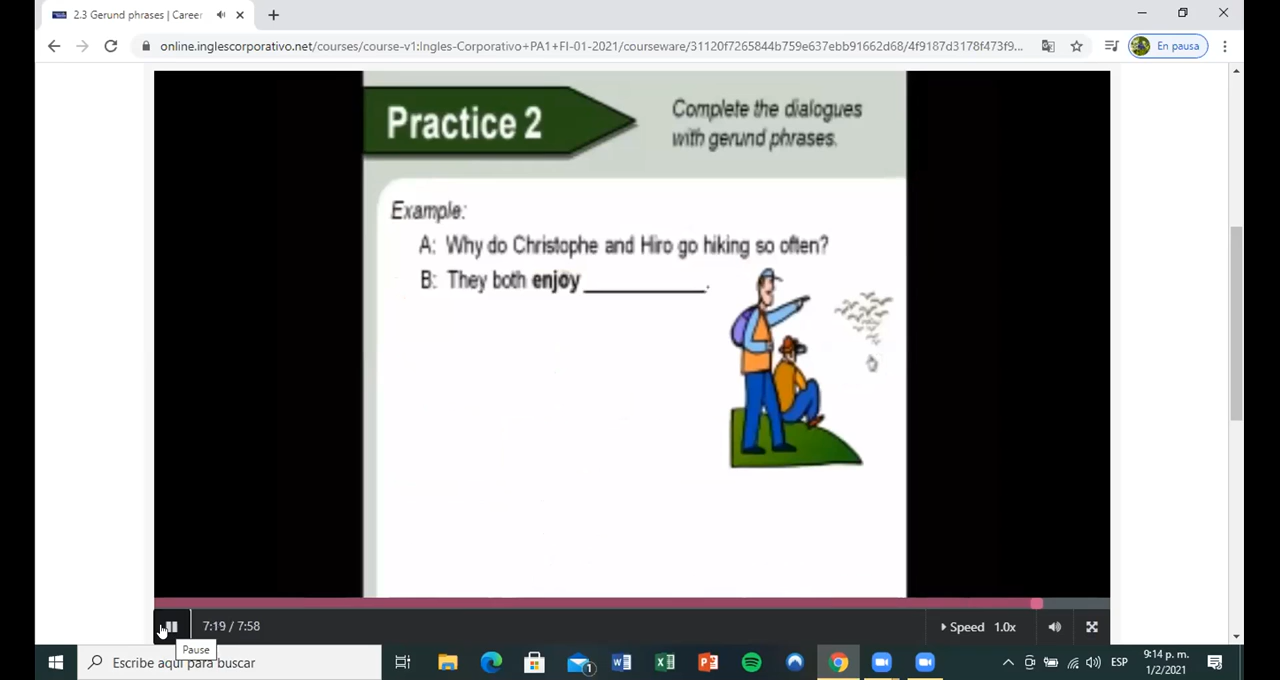 2.3 Gerund phrases | Career
online.inglescorporativo.net/courses/course-v1:Ingles-Corporativo+PA1+FI-01-2021/courseware/31120f7265844b759e637ebb91662d68/4f9187d3178f473f9...
En pausa
Practice 2
Complete the dialogues
with gerund phrases.
Example:
A: Why do Christophe and Hiro go hiking so often?
B: They both enjoy ____________.
7:19 / 7:58
Speed 1.0x
Pause
Escribe aquí para buscar
1
ESP
9:14 p. m.
1/2/2021